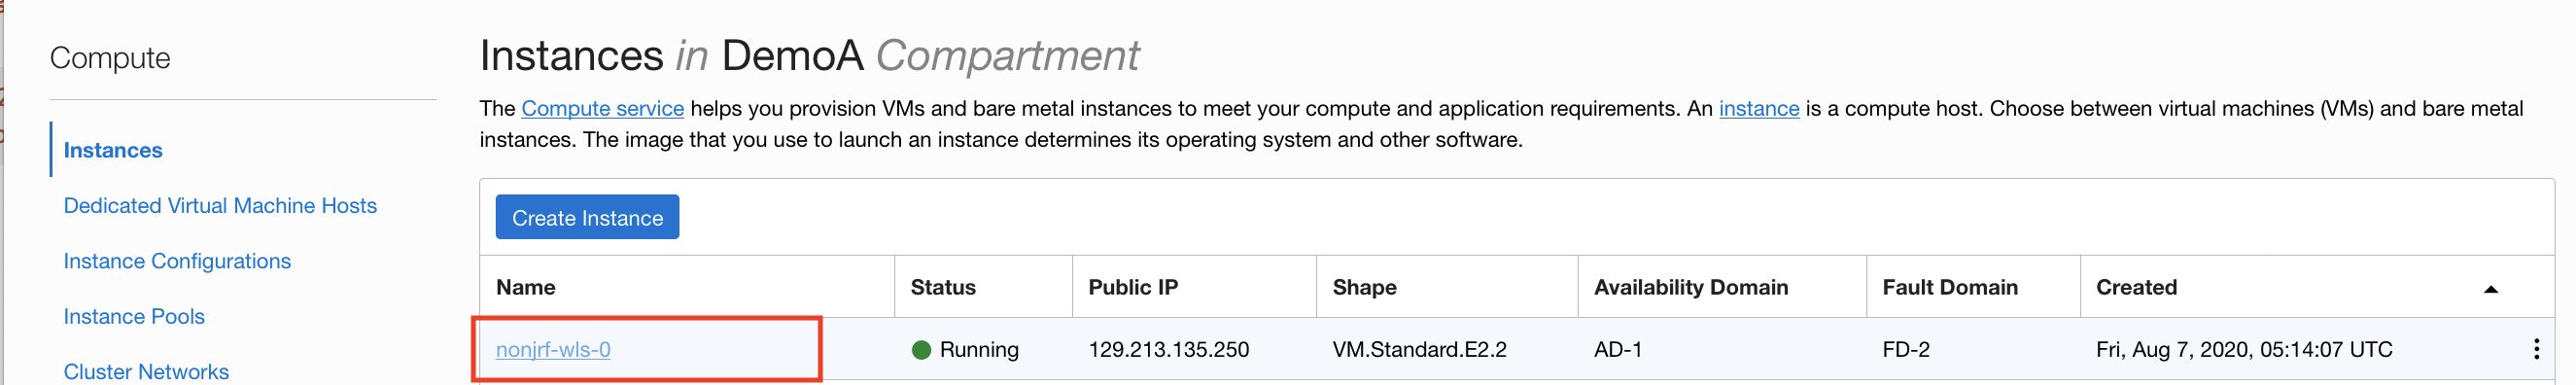 Compute
Instances
Dedicated Virtual Machine Hosts
Instance Configurations
Instance Pools
Cluster Networks
Instances in DemoA Compartment
The Compute service helps you provision VMs and bare metal instances to meet your compute and application requirements. An instance is a compute host. Choose between virtual machines (VMs) and bare metal
instances. The image that you use to launch an instance determines its operating system and other software.
Create Instance
Name Status Public IP Shape Availability Domain Fault Domain Created
nonjrf-wls-0 Running 129.213.135.250 VM.Standard.E2.2 AD-1 FD-2 Fri, Aug 7, 2020, 05:14:07 UTC